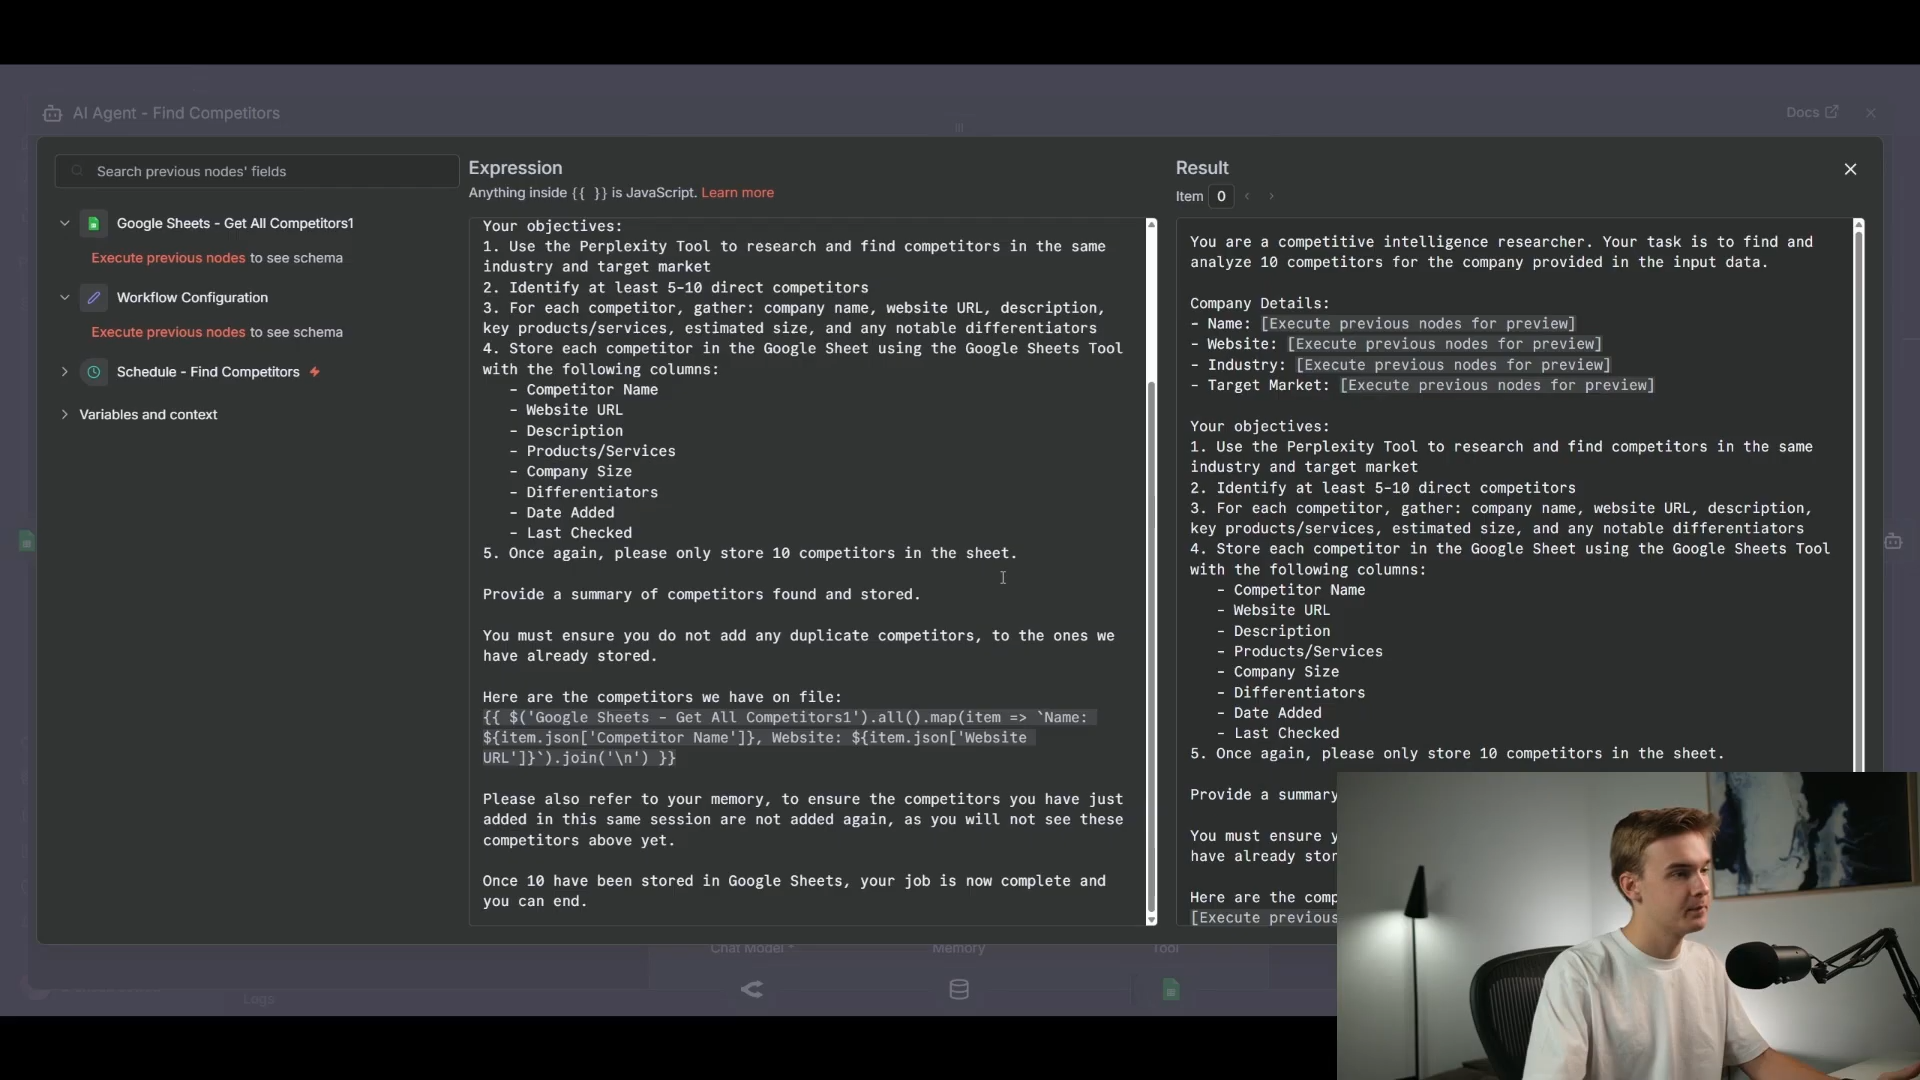 AI Agent - Find Competitors
Docs
Search previous nodes' fields
Google Sheets - Get All Competitors1
Execute previous nodes to see schema
Workflow Configuration
Execute previous nodes to see schema
Schedule - Find Competitors
Variables and context
Expression
Anything inside {{ }} is JavaScript. Learn more
Your objectives:
1. Use the Perplexity Tool to research and find competitors in the same
industry and target market
2. Identify at least 5-10 direct competitors
3. For each competitor, gather: company name, website URL, description,
key products/services, estimated size, and any notable differentiators
4. Store each competitor in the Google Sheet using the Google Sheets Tool
with the following columns:
- Competitor Name
- Website URL
- Description
- Products/Services
- Company Size
- Differentiators
- Date Added
- Last Checked
5. Once again, please only store 10 competitors in the sheet.
Provide a summary of competitors found and stored.
You must ensure you do not add any duplicate competitors, to the ones we
have already stored.
Here are the competitors we have on file:
{{ $('Google Sheets - Get All Competitors1').all().map(item => `Name:
${item.json['Competitor Name']}, Website: ${item.json['Website
URL']}`).join('\n') }}
Please also refer to your memory, to ensure the competitors you have just
added in this same session are not added again, as you will not see these
competitors above yet.
Once 10 have been stored in Google Sheets, your job is now complete and
you can end.
Result
Item 0
You are a competitive intelligence researcher. Your task is to find and
analyze 10 competitors for the company provided in the input data.
Company Details:
- Name: [Execute previous nodes for preview]
- Website: [Execute previous nodes for preview]
- Industry: [Execute previous nodes for preview]
- Target Market: [Execute previous nodes for preview]
Your objectives:
1. Use the Perplexity Tool to research and find competitors in the same
industry and target market
2. Identify at least 5-10 direct competitors
3. For each competitor, gather: company name, website URL, description,
key products/services, estimated size, and any notable differentiators
4. Store each competitor in the Google Sheet using the Google Sheets Tool
with the following columns:
- Competitor Name
- Website URL
- Description
- Products/Services
- Company Size
- Differentiators
- Date Added
- Last Checked
5. Once again, please only store 10 competitors in the sheet.
Provide a summary
You must ensure
have already
Here are the
[Execute previous
Chat Model *
Memory
Tool
Logs